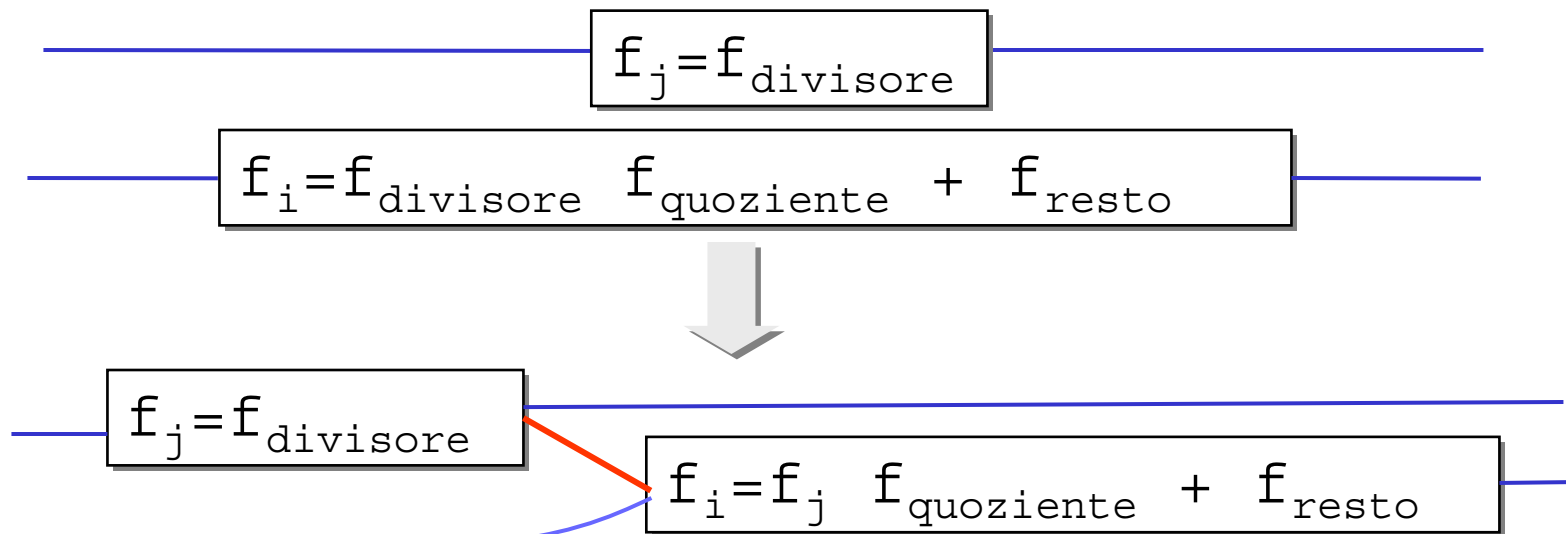 f_j=f_divisore
f_i=f_divisore f_quoziente + f_resto
f_j=f_divisore
f_i=f_j f_quoziente + f_resto